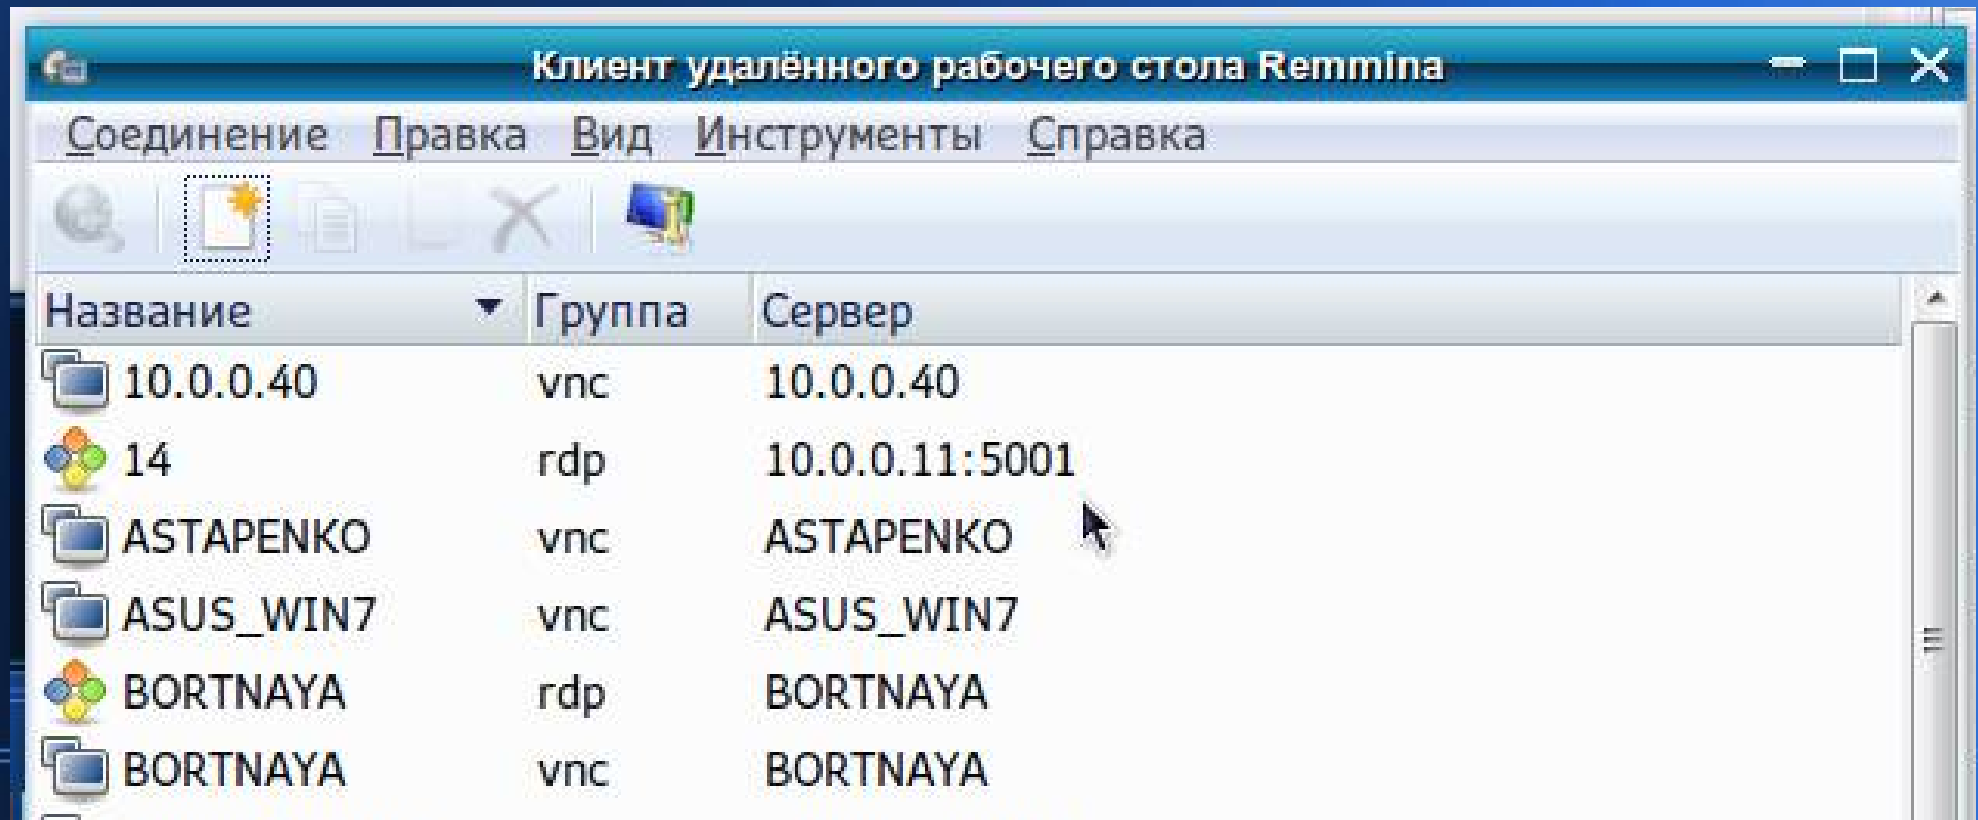 Клиент удалённого рабочего стола Remmina
Соединение Правка Вид Инструменты Справка
Название Группа Сервер
10.0.0.40 vnc 10.0.0.40
14 rdp 10.0.0.11:5001
ASTAPENKO vnc ASTAPENKO
ASUS_WIN7 vnc ASUS_WIN7
BORTNAYA rdp BORTNAYA
BORTNAYA vnc BORTNAYA